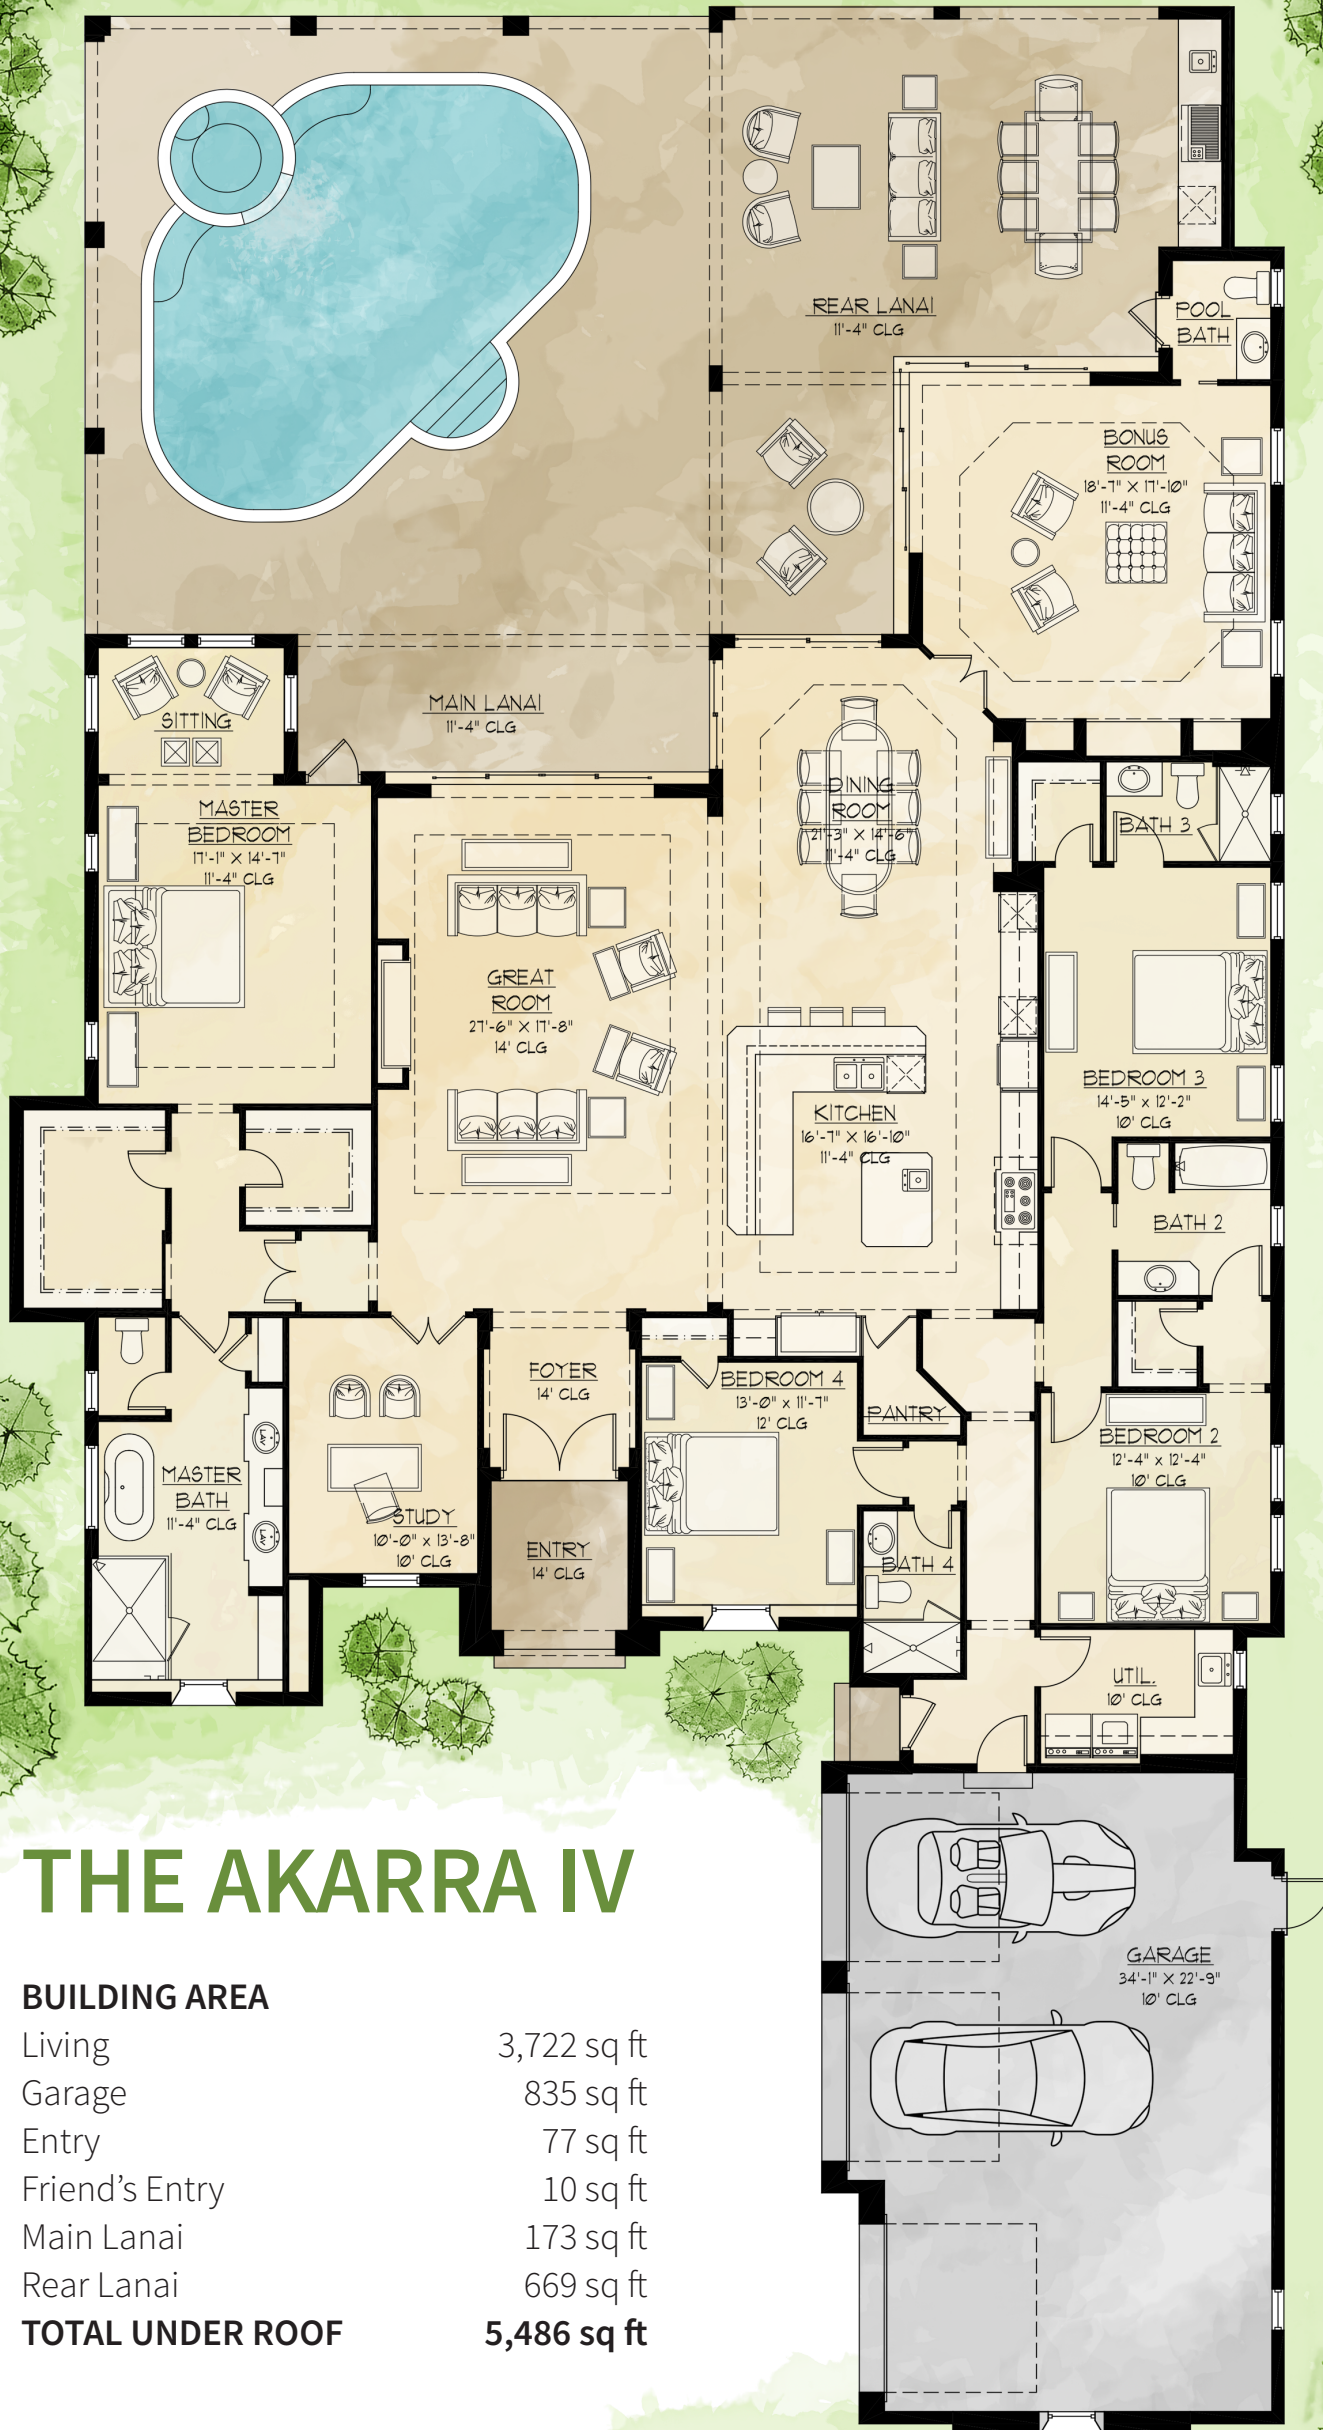 REAR LANAI
11'-4" CLG
POOL
BATH
BONUS
ROOM
18'-7" X 17'-10"
11'-4" CLG
SITTING
MAIN LANAI
11'-4" CLG
MASTER
BEDROOM
17'-1" X 14'-7"
11'-4" CLG
DINING
ROOM
21'-3" X 14'-6"
11'-4" CLG
BATH 3
GREAT
ROOM
27'-6" X 17'-8"
14' CLG
KITCHEN
16'-7" X 16'-10"
11'-4" CLG
BEDROOM 3
14'-5" x 12'-2"
10' CLG
BATH 2
FOYER
14' CLG
BEDROOM 4
13'-0" x 11'-7"
12' CLG
PANTRY
BEDROOM 2
12'-4" x 12'-4"
10' CLG
MASTER
BATH
11'-4" CLG
LAV
LAV
STUDY
10'-0" x 13'-8"
10' CLG
ENTRY
14' CLG
BATH 4
UTIL.
10' CLG
GARAGE
34'-1" X 22'-9"
10' CLG
THE AKARRA IV
BUILDING AREA
Living 3,722 sq ft
Garage 835 sq ft
Entry 77 sq ft
Friend’s Entry 10 sq ft
Main Lanai 173 sq ft
Rear Lanai 669 sq ft
TOTAL UNDER ROOF 5,486 sq ft